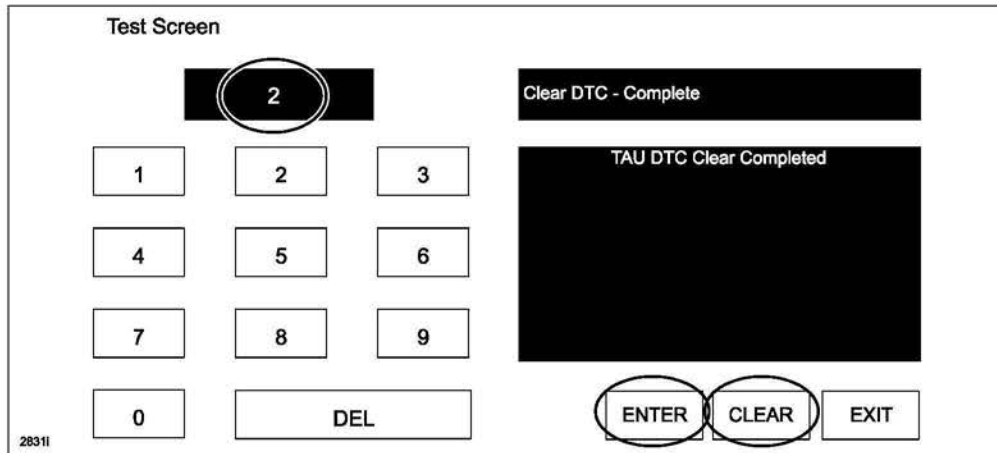 Test Screen
2
Clear DTC - Complete
TAU DTC Clear Completed
1 2 3
4 5 6
7 8 9
0 DEL
ENTER CLEAR EXIT
2831i